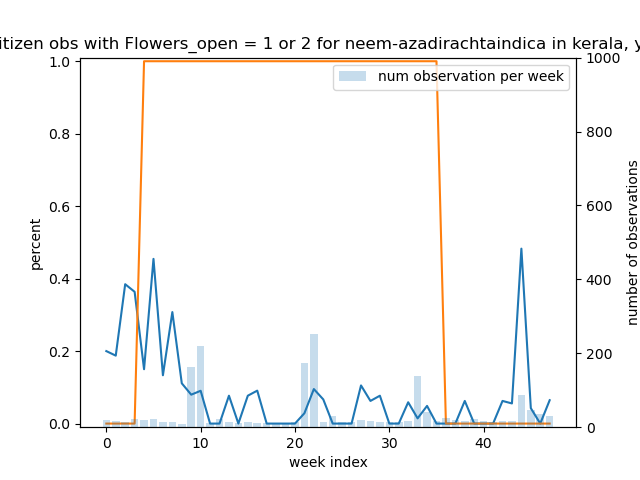 itizen obs with Flowers_open = 1 or 2 for neem-azadirachtaindica in kerala, y
num observation per week
1.0
0.8
0.6
0.4
0.2
0.0
percent
1000
800
600
400
200
0
number of observations
0 10 20 30 40
week index